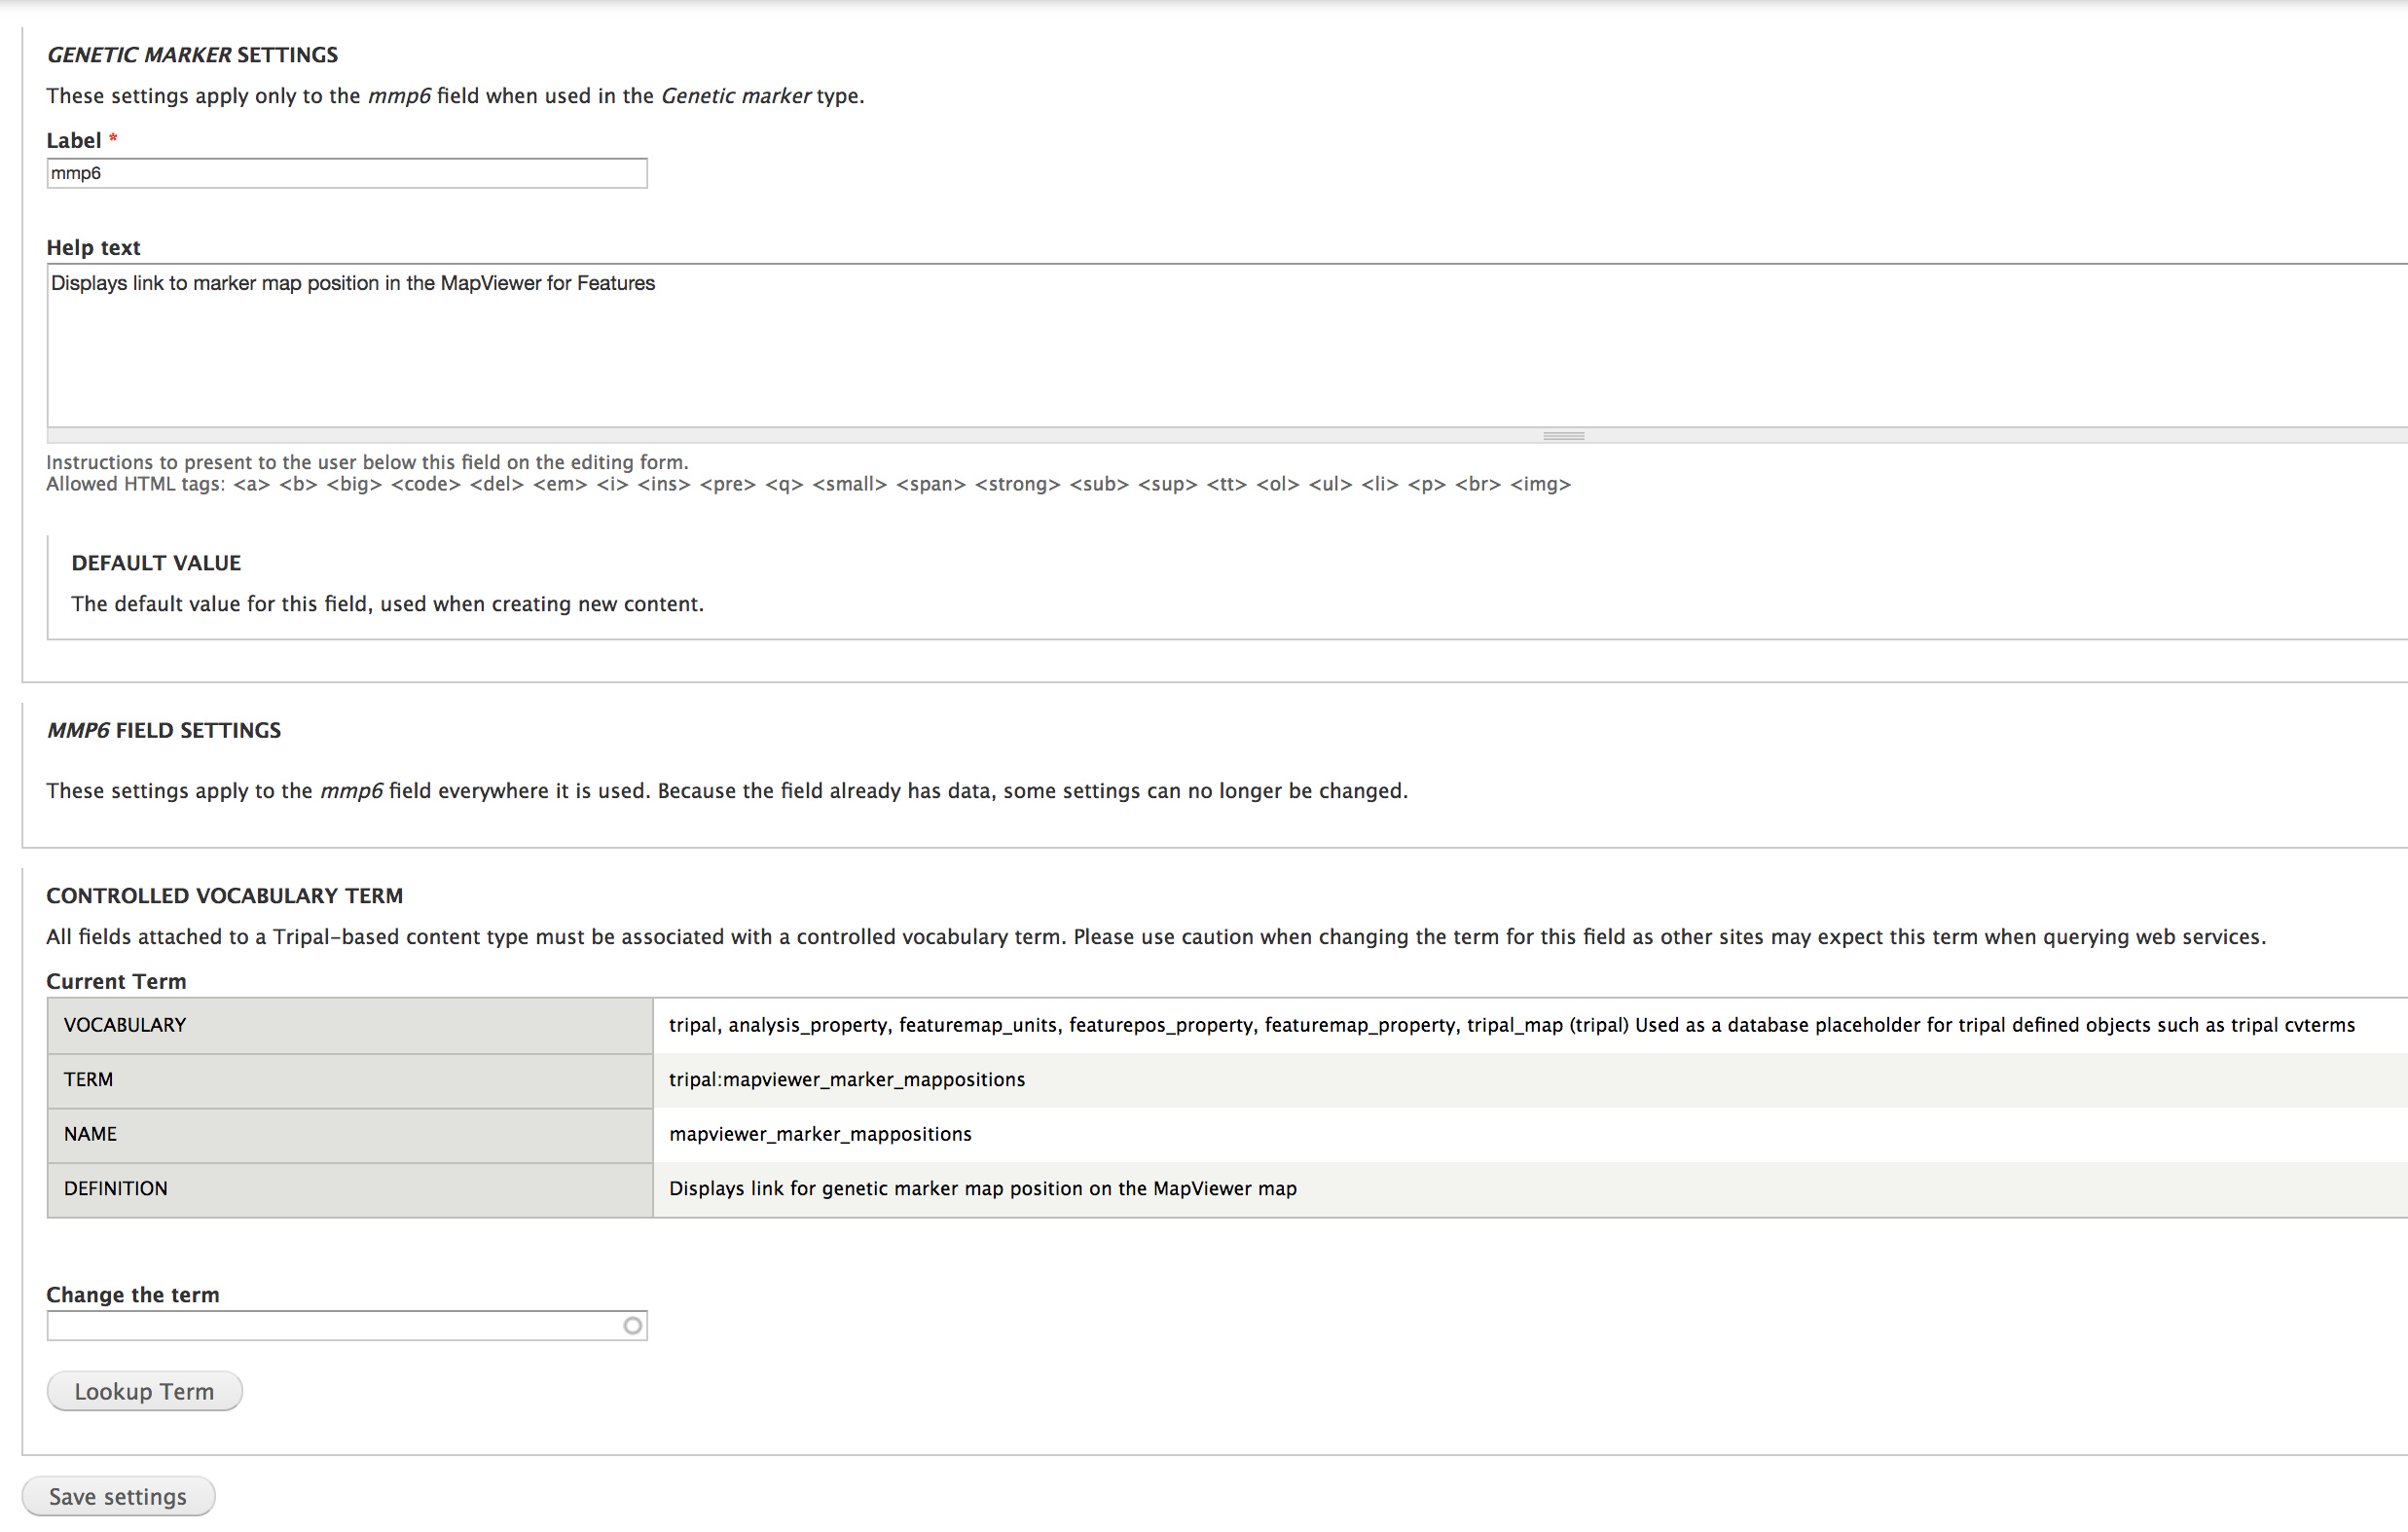 GENETIC MARKER SETTINGS
These settings apply only to the mmp6 field when used in the Genetic marker type.
Label *
mmp6
Help text
Displays link to marker map position in the MapViewer for Features
Instructions to present to the user below this field on the editing form.
Allowed HTML tags: <a> <b> <big> <code> <del> <em> <i> <ins> <pre> <q> <small> <span> <strong> <sub> <sup> <tt> <ol> <ul> <li> <p> <br> <img>
DEFAULT VALUE
The default value for this field, used when creating new content.
MMP6 FIELD SETTINGS
These settings apply to the mmp6 field everywhere it is used. Because the field already has data, some settings can no longer be changed.
CONTROLLED VOCABULARY TERM
All fields attached to a Tripal-based content type must be associated with a controlled vocabulary term. Please use caution when changing the term for this field as other sites may expect this term when querying web services.
Current Term
VOCABULARY tripal, analysis_property, featuremap_units, featurepos_property, featuremap_property, tripal_map (tripal) Used as a database placeholder for tripal defined objects such as tripal cvterms
TERM tripal:mapviewer_marker_mappositions
NAME mapviewer_marker_mappositions
DEFINITION Displays link for genetic marker map position on the MapViewer map
Change the term
Lookup Term
Save settings